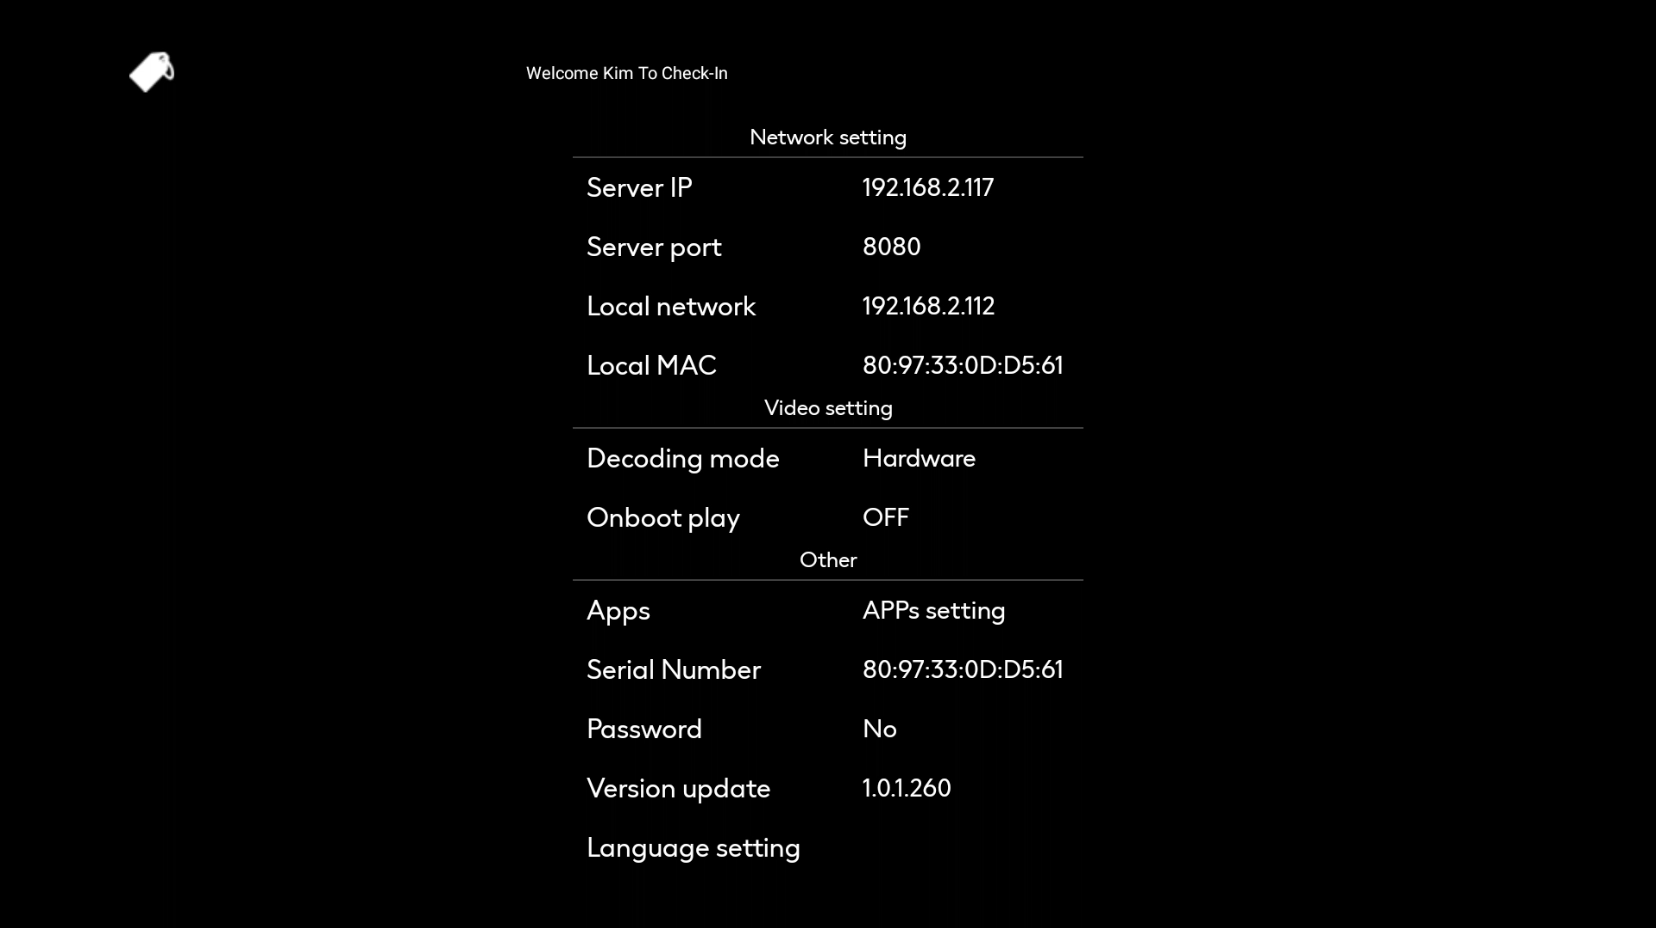 Welcome Kim To Check-In
Network setting
Server IP 192.168.2.117
Server port 8080
Local network 192.168.2.112
Local MAC 80:97:33:0D:D5:61
Video setting
Decoding mode Hardware
Onboot play OFF
Other
Apps APPs setting
Serial Number 80:97:33:0D:D5:61
Password No
Version update 1.0.1.260
Language setting